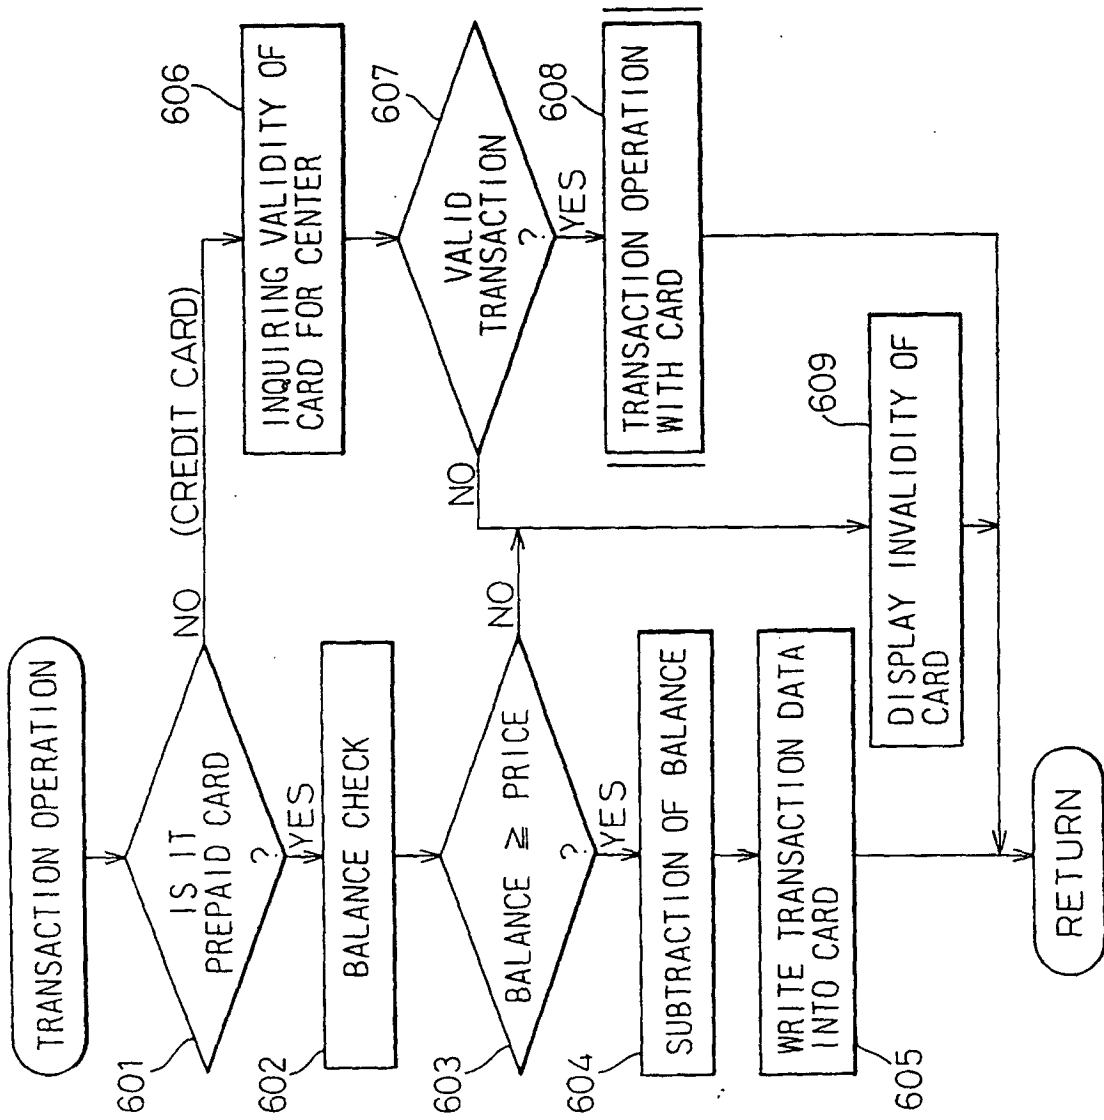 TRANSACTION OPERATION
601
IS IT
PREPAID CARD
?
YES
NO (CREDIT CARD)
602
BALANCE CHECK
603
BALANCE ≧ PRICE
?
YES
NO
604
SUBTRACTION OF BALANCE
605
WRITE TRANSACTION DATA
INTO CARD
606
INQUIRING VALIDITY OF
CARD FOR CENTER
607
VALID
TRANSACTION
?
YES
NO
608
TRANSACTION OPERATION
WITH CARD
609
DISPLAY INVALIDITY OF
CARD
RETURN